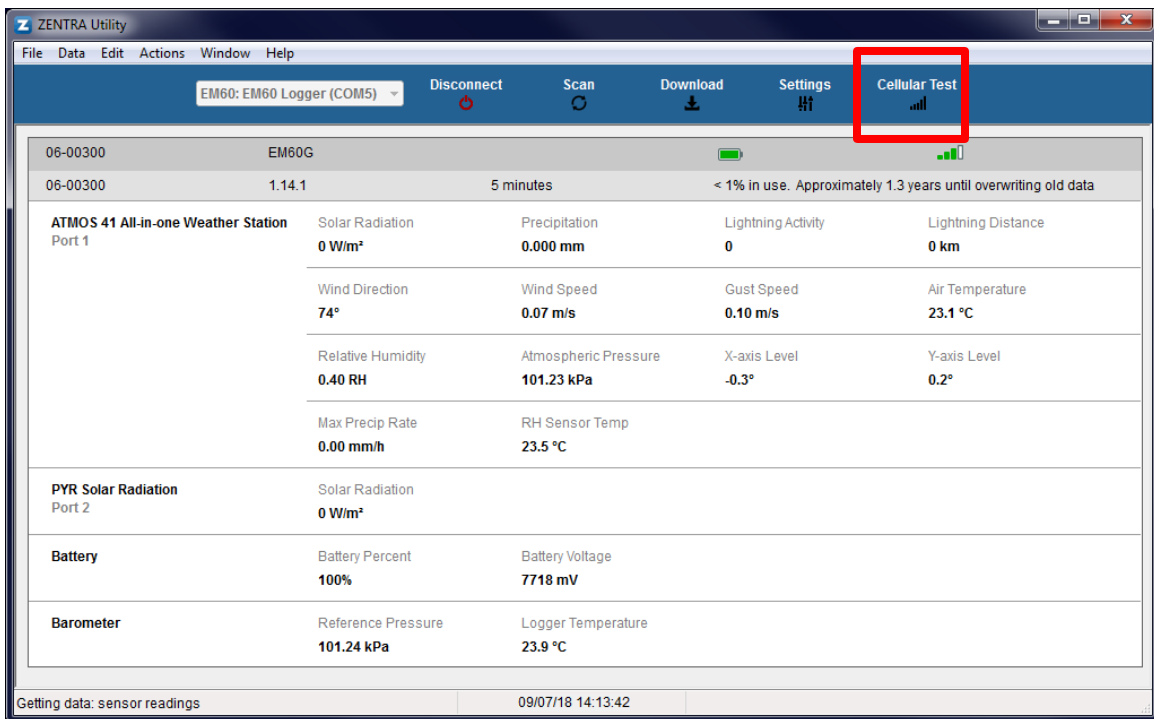 ZENTRA Utility
File Data Edit Actions Window Help
EM60: EM60 Logger (COM5) Disconnect Scan Download Settings Cellular Test
06-00300 EM60G
06-00300 1.14.1 5 minutes < 1% in use. Approximately 1.3 years until overwriting old data
ATMOS 41 All-in-one Weather Station Solar Radiation Precipitation Lightning Activity Lightning Distance
Port 1 0 W/m² 0.000 mm 0 0 km
Wind Direction Wind Speed Gust Speed Air Temperature
74° 0.07 m/s 0.10 m/s 23.1 °C
Relative Humidity Atmospheric Pressure X-axis Level Y-axis Level
0.40 RH 101.23 kPa -0.3° 0.2°
Max Precip Rate RH Sensor Temp
0.00 mm/h 23.5 °C
PYR Solar Radiation Solar Radiation
Port 2 0 W/m²
Battery Battery Percent Battery Voltage
100% 7718 mV
Barometer Reference Pressure Logger Temperature
101.24 kPa 23.9 °C
Getting data: sensor readings 09/07/18 14:13:42